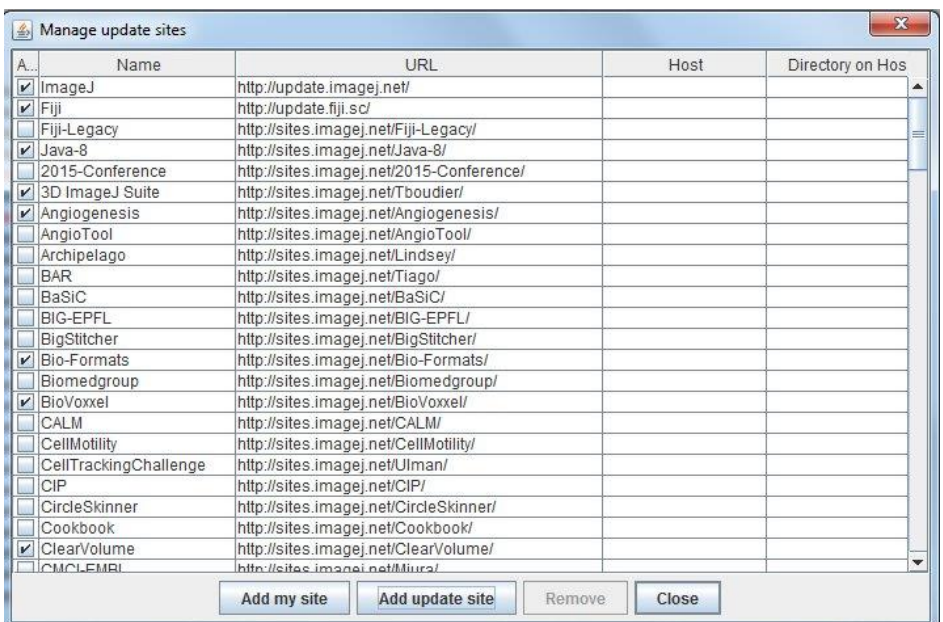 Manage update sites
A... Name URL Host Directory on Hos
ImageJ http://update.imagej.net/
Fiji http://update.fiji.sc/
Fiji-Legacy http://sites.imagej.net/Fiji-Legacy/
Java-8 http://sites.imagej.net/Java-8/
2015-Conference http://sites.imagej.net/2015-Conference/
3D ImageJ Suite http://sites.imagej.net/Tboudier/
Angiogenesis http://sites.imagej.net/Angiogenesis/
AngioTool http://sites.imagej.net/AngioTool/
Archipelago http://sites.imagej.net/Lindsey/
BAR http://sites.imagej.net/Tiago/
BaSiC http://sites.imagej.net/BaSiC/
BIG-EPFL http://sites.imagej.net/BIG-EPFL/
BigStitcher http://sites.imagej.net/BigStitcher/
Bio-Formats http://sites.imagej.net/Bio-Formats/
Biomedgroup http://sites.imagej.net/Biomedgroup/
BioVoxxel http://sites.imagej.net/BioVoxxel/
CALM http://sites.imagej.net/CALM/
CellMotility http://sites.imagej.net/CellMotility/
CellTrackingChallenge http://sites.imagej.net/Ulman/
CIP http://sites.imagej.net/CIP/
CircleSkinner http://sites.imagej.net/CircleSkinner/
Cookbook http://sites.imagej.net/Cookbook/
ClearVolume http://sites.imagej.net/ClearVolume/
CMCI-EMBL http://sites.imagej.net/Miura/
Add my site Add update site Remove Close